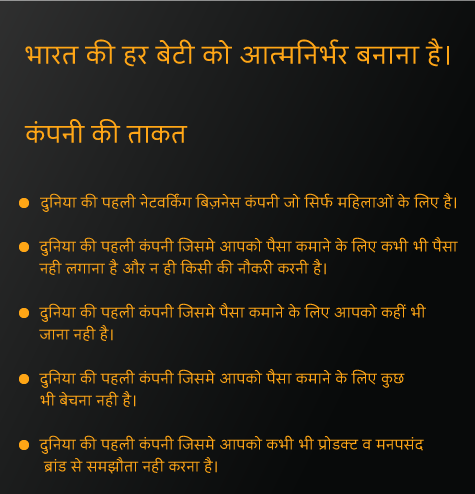 भारत की हर बेटी को आत्मनिर्भर बनाना है।
कंपनी की ताकत
● दुनिया की पहली नेटवर्किंग बिज़नेस कंपनी जो सिर्फ महिलाओं के लिए है।
● दुनिया की पहली कंपनी जिसमे आपको पैसा कमाने के लिए कभी भी पैसा
नही लगाना है और न ही किसी की नौकरी करनी है।
● दुनिया की पहली कंपनी जिसमे पैसा कमाने के लिए आपको कहीं भी
जाना नही है।
● दुनिया की पहली कंपनी जिसमे आपको पैसा कमाने के लिए कुछ
भी बेचना नही है।
● दुनिया की पहली कंपनी जिसमे आपको कभी भी प्रोडक्ट व मनपसंद
ब्रांड से समझौता नही करना है।